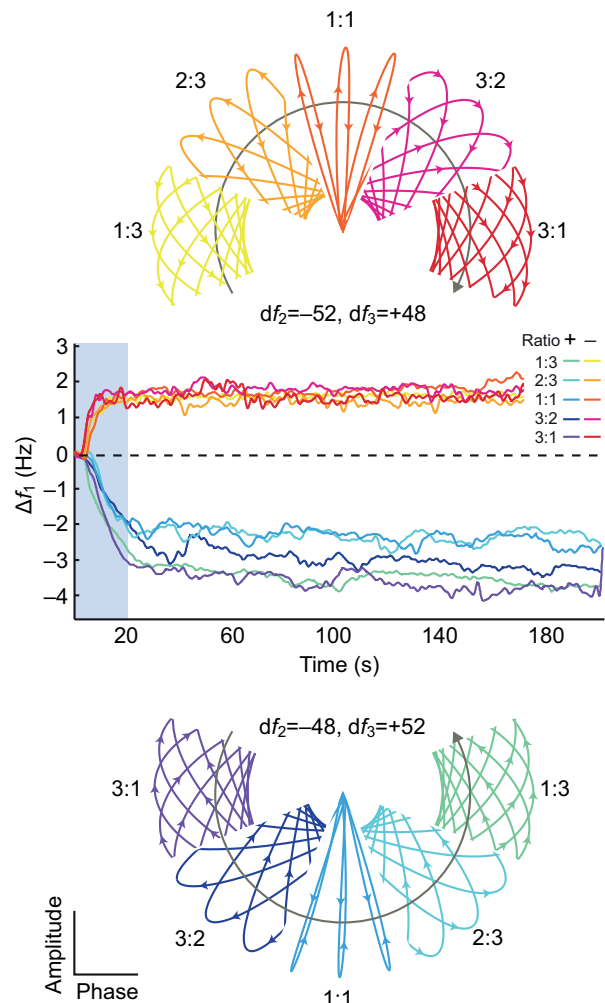 1:1
2:3 3:2
1:3 3:1
df2=–52, df3=+48
Ratio + –
1:3
2:3
1:1
3:2
3:1
Δf1 (Hz)
3
2
1
0
–1
–2
–3
–4
20 60 100 140 180
Time (s)
df2=–48, df3=+52
3:1 1:3
3:2 2:3
1:1
Amplitude
Phase